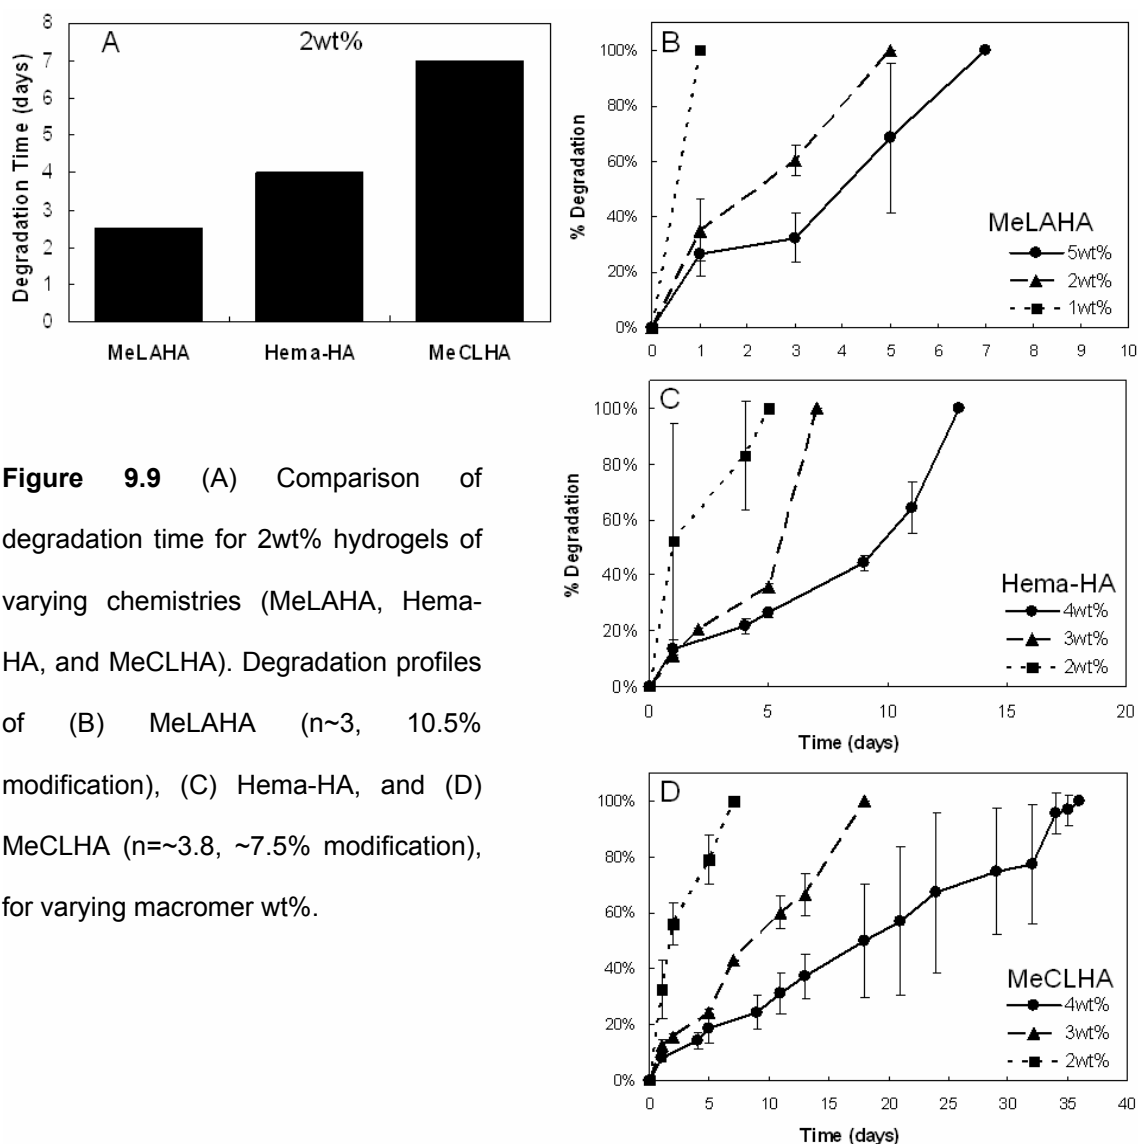 A
2wt%
Degradation Time (days)
8
7
6
5
4
3
2
1
0
MeLAHA Hema-HA MeCLHA
B
% Degradation
100%
80%
60%
40%
20%
0%
MeLAHA
5wt%
2wt%
1wt%
0 1 2 3 4 5 6 7 8 9 10
C
% Degradation
100%
80%
60%
40%
20%
0%
Hema-HA
4wt%
3wt%
2wt%
0 5 10 15 20
Time (days)
Figure 9.9 (A) Comparison of
degradation time for 2wt% hydrogels of
varying chemistries (MeLAHA, Hema-
HA, and MeCLHA). Degradation profiles
of (B) MeLAHA (n~3, 10.5%
modification), (C) Hema-HA, and (D)
MeCLHA (n=~3.8, ~7.5% modification),
for varying macromer wt%.
D
100%
80%
60%
40%
20%
0%
MeCLHA
4wt%
3wt%
2wt%
0 5 10 15 20 25 30 35 40
Time (days)